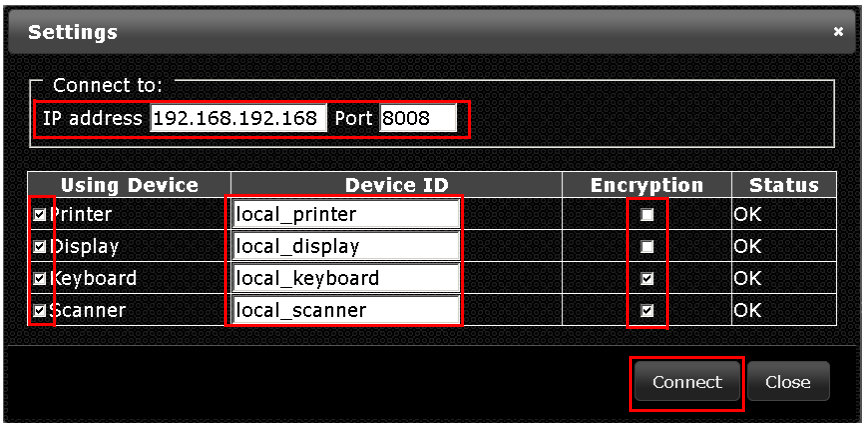 Settings ×
Connect to:
IP address 192.168.192.168 Port 8008
Using Device Device ID Encryption Status
Printer local_printer OK
Display local_display OK
Keyboard local_keyboard OK
Scanner local_scanner OK
Connect Close